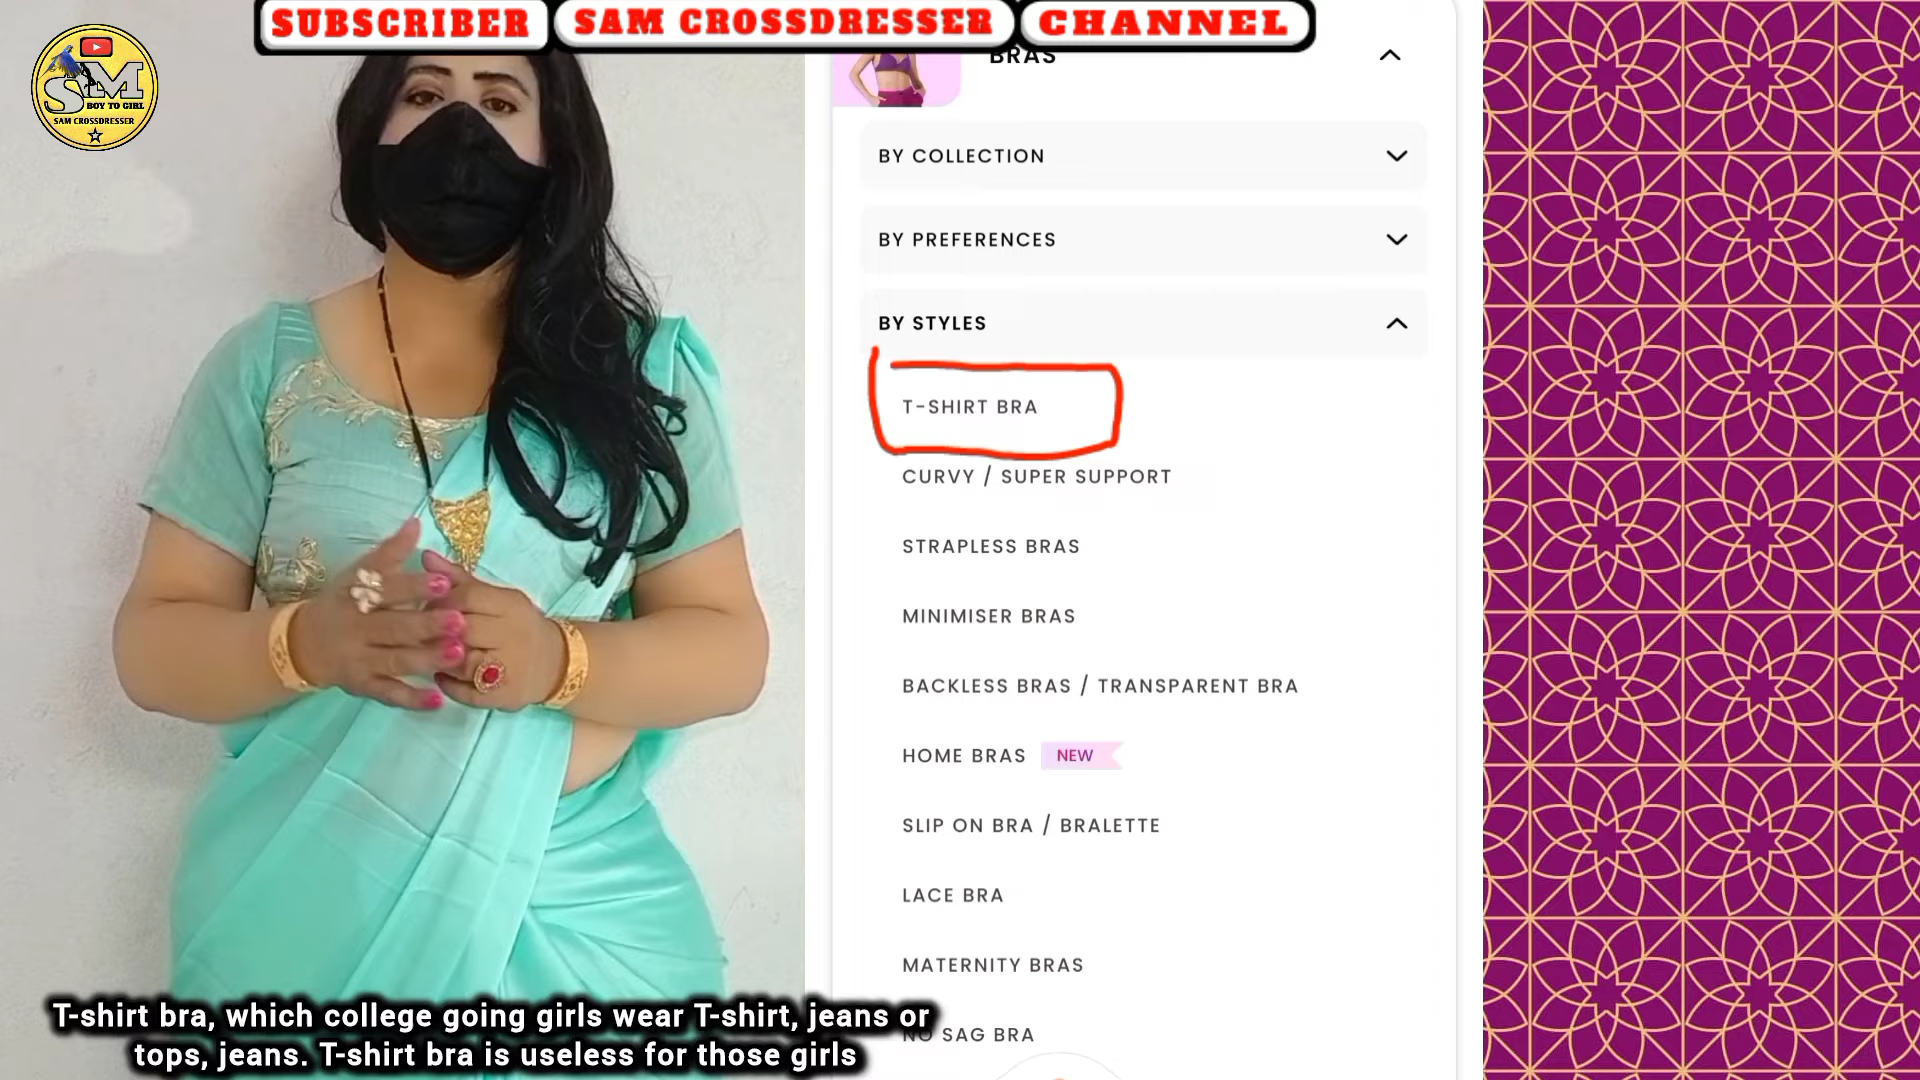 SUBSCRIBER SAM CROSSDRESSER CHANNEL
SM
BOY TO GIRL
SAM CROSSDRESSER
BRAS
BY COLLECTION
BY PREFERENCES
BY STYLES
T-SHIRT BRA
CURVY / SUPER SUPPORT
STRAPLESS BRAS
MINIMISER BRAS
BACKLESS BRAS / TRANSPARENT BRA
HOME BRAS NEW
SLIP ON BRA / BRALETTE
LACE BRA
MATERNITY BRAS
NO SAG BRA
T-shirt bra, which college going girls wear T-shirt, jeans or
tops, jeans. T-shirt bra is useless for those girls